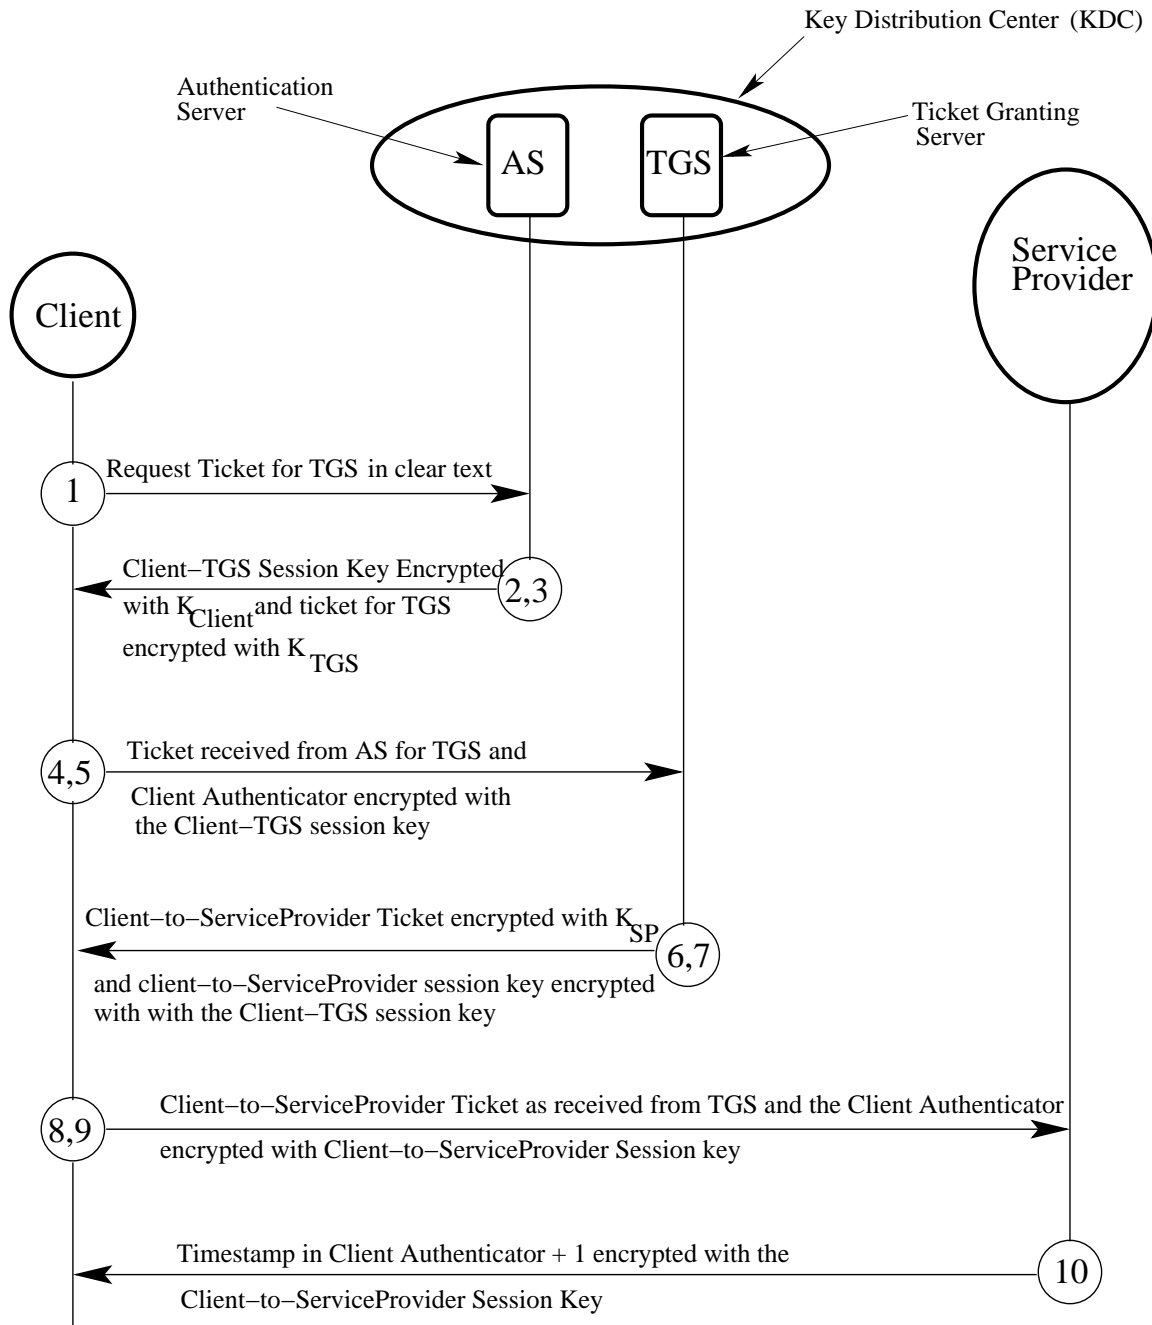 Key Distribution Center (KDC)
Authentication
Server
Ticket Granting
Server
AS
TGS
Service
Provider
Client
Request Ticket for TGS in clear text
1
Client–TGS Session Key Encrypted
2,3
with K Client and ticket for TGS
encrypted with K TGS
Ticket received from AS for TGS and
4,5
Client Authenticator encrypted with
the Client–TGS session key
Client–to–ServiceProvider Ticket encrypted with K SP
6,7
and client–to–ServiceProvider session key encrypted
with with the Client–TGS session key
Client–to–ServiceProvider Ticket as received from TGS and the Client Authenticator
8,9
encrypted with Client–to–ServiceProvider Session key
Timestamp in Client Authenticator + 1 encrypted with the
10
Client–to–ServiceProvider Session Key